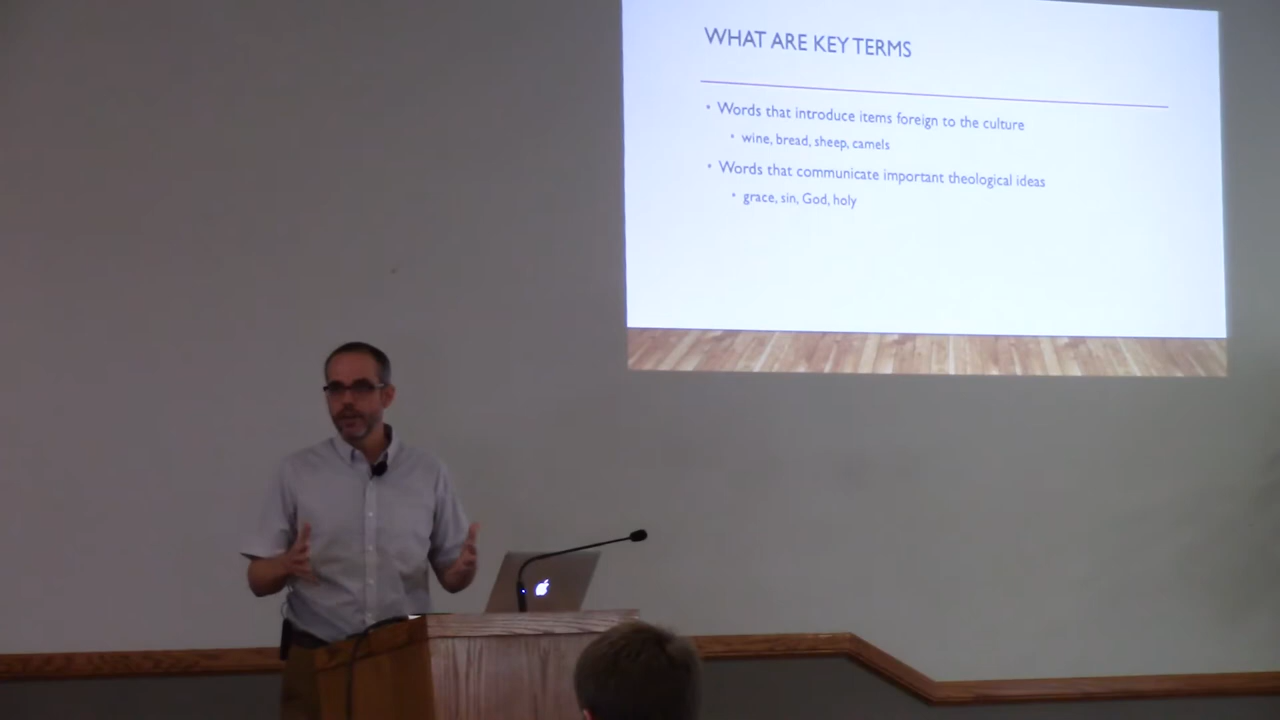 WHAT ARE KEY TERMS
• Words that introduce items foreign to the culture
• wine, bread, sheep, camels
• Words that communicate important theological ideas
• grace, sin, God, holy